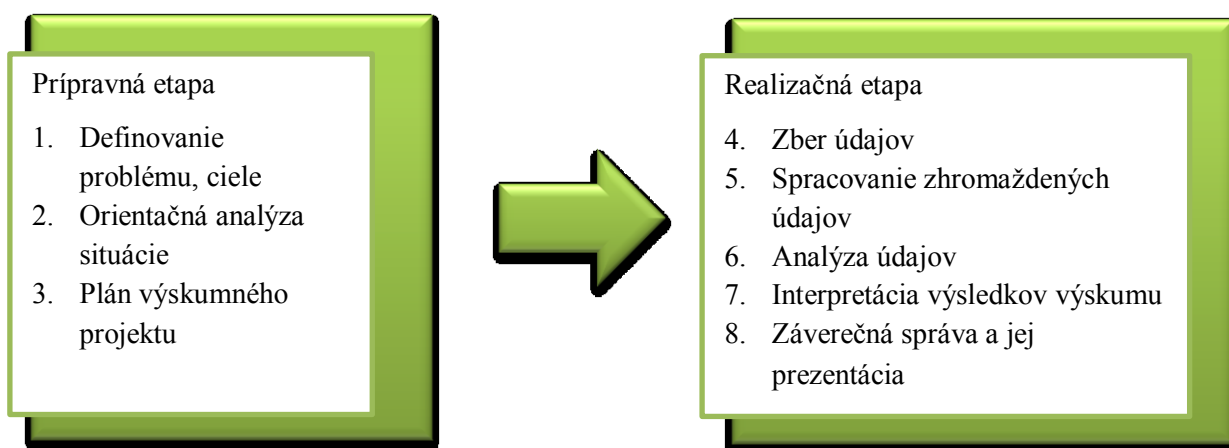 Prípravná etapa
1. Definovanie
problému, ciele
2. Orientačná analýza
situácie
3. Plán výskumného
projektu
Realizačná etapa
4. Zber údajov
5. Spracovanie zhromaždených
údajov
6. Analýza údajov
7. Interpretácia výsledkov výskumu
8. Záverečná správa a jej
prezentácia